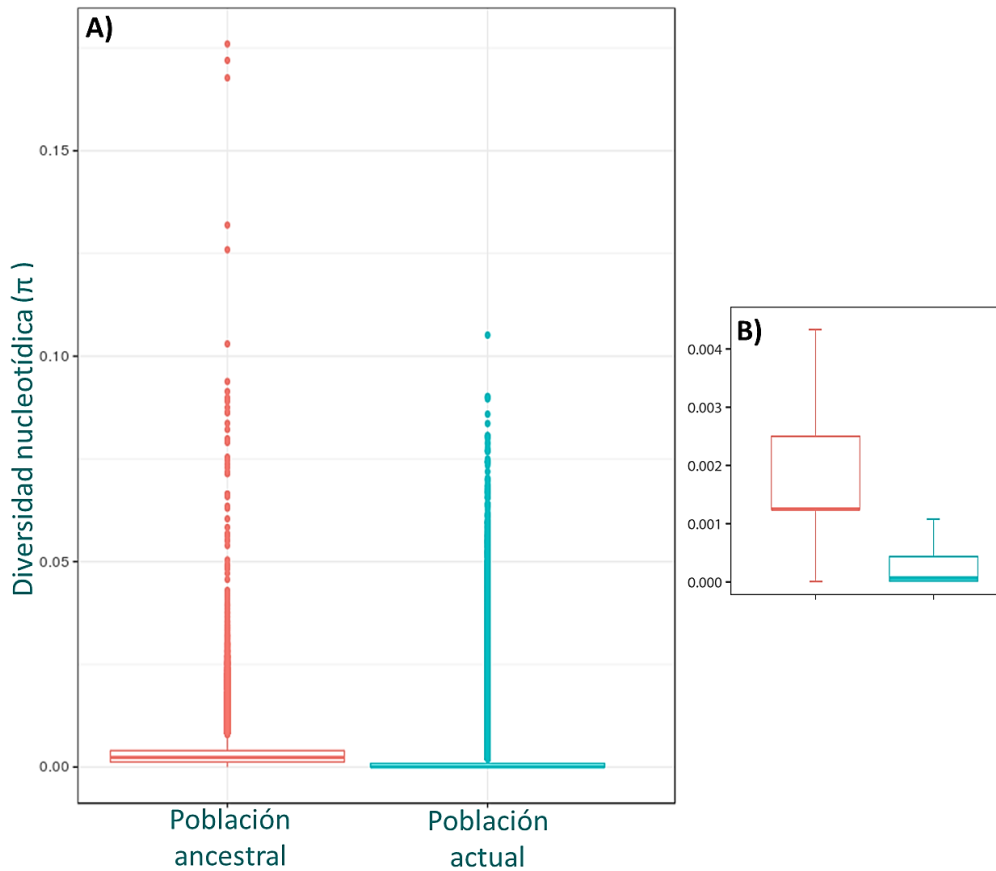 A)
0.15
0.10
0.05
0.00
Diversidad nucleotídica (π )
Población
ancestral
Población
actual
B)
0.004
0.003
0.002
0.001
0.000